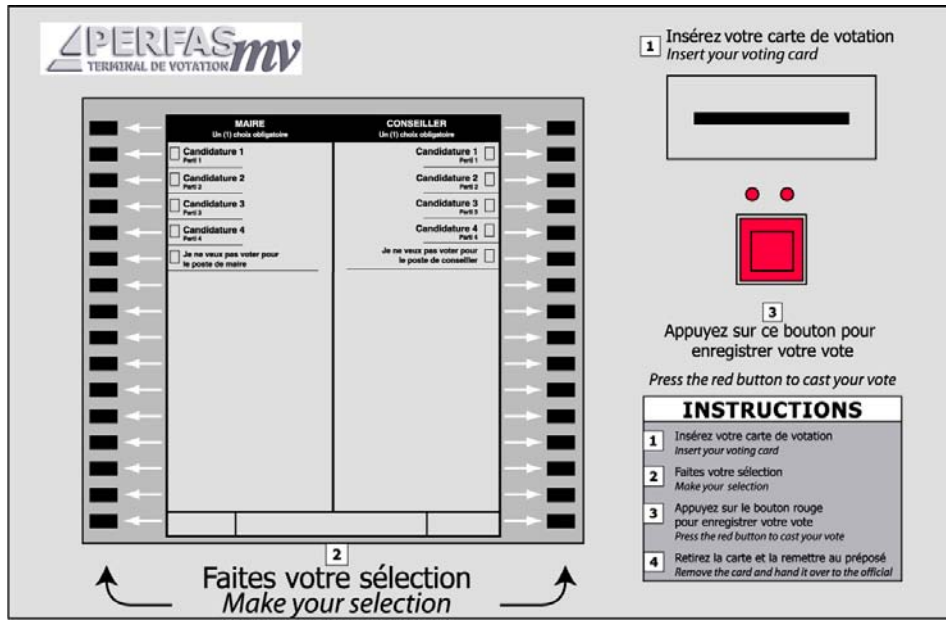 PERFAS mv
TERMINAL DE VOTATION
1
Insérez votre carte de votation
Insert your voting card
MAIRE
Un (1) choix obligatoire
Candidature 1
Parti 1
Candidature 2
Parti 2
Candidature 3
Parti 3
Candidature 4
Parti 4
Je ne veux pas voter pour
le poste de maire
CONSEILLER
Un (1) choix obligatoire
Candidature 1
Parti 1
Candidature 2
Parti 2
Candidature 3
Parti 3
Candidature 4
Parti 4
Je ne veux pas voter pour
le poste de conseiller
2
Faites votre sélection
Make your selection
3
Appuyez sur ce bouton pour
enregistrer votre vote
Press the red button to cast your vote
INSTRUCTIONS
1 Insérez votre carte de votation
Insert your voting card
2 Faites votre sélection
Make your selection
3 Appuyez sur le bouton rouge
pour enregistrer votre vote
Press the red button to cast your vote
4 Retirez la carte et la remettre au préposé
Remove the card and hand it over to the official